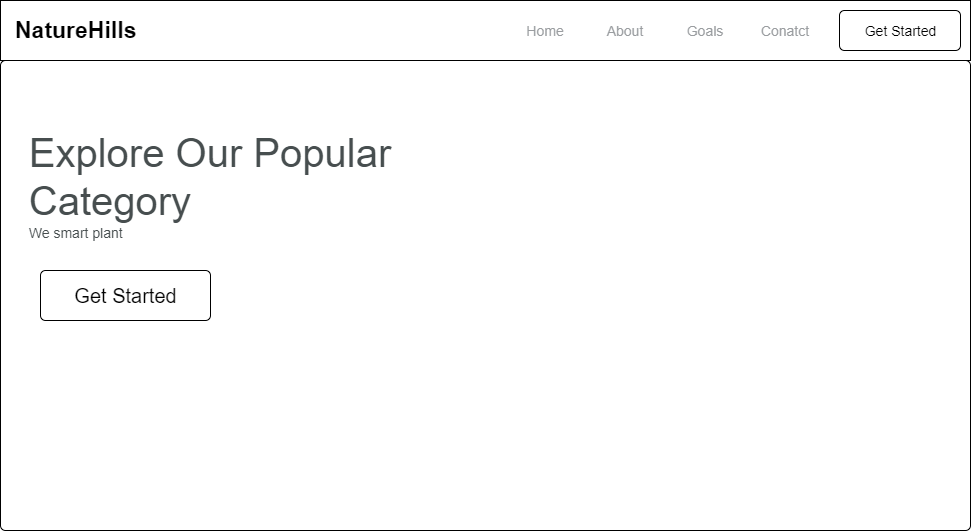 NatureHills
Home About Goals Conatct Get Started
Explore Our Popular
Category
We smart plant
Get Started